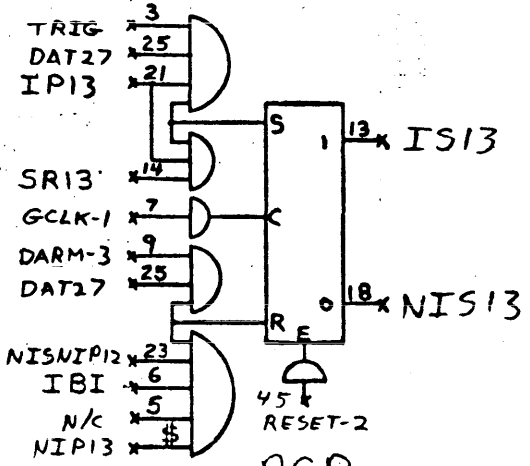 TRIG 3
DAT27 25
IP13 21
S 1 13 IS13
SR13 14
GCLK-1 7 C
DARM-3 9
DAT27 25
0 18 NIS13
R
E
NISNIP12 23
IBI 6
45
N/C 5
RESET-2
NIP13 $